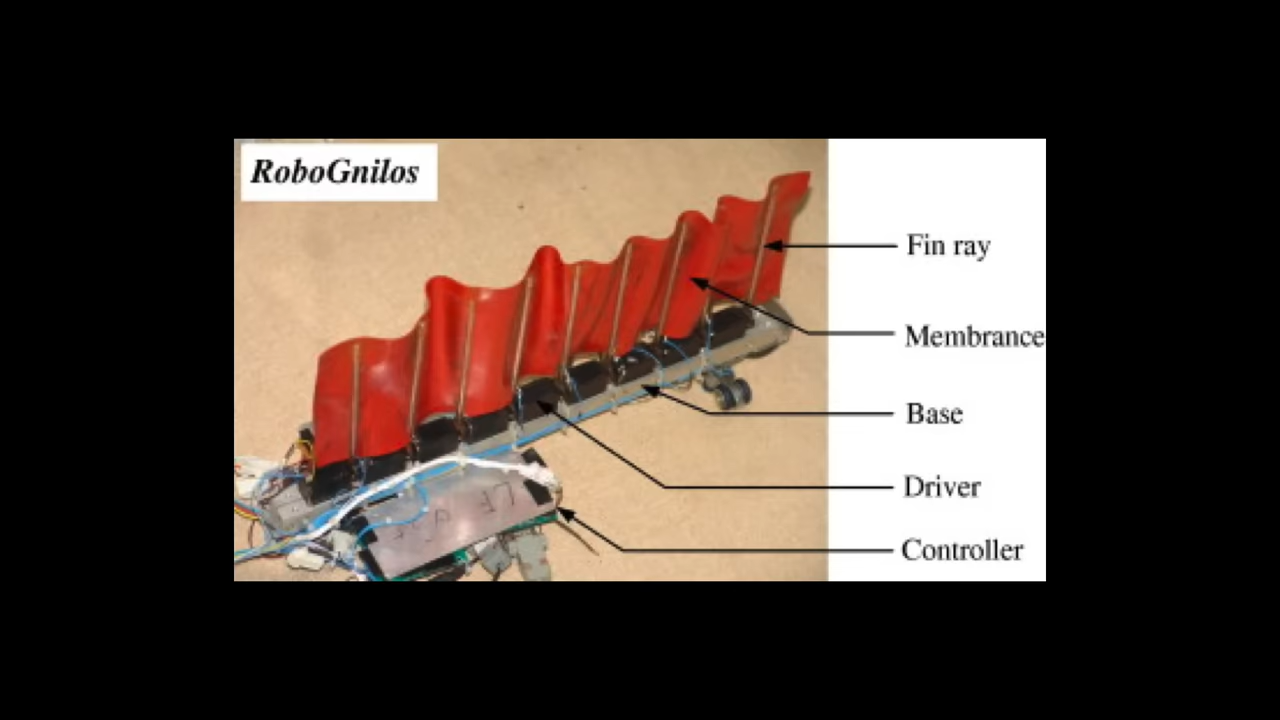 RoboGnilos
Fin ray
Membrance
Base
Driver
Controller